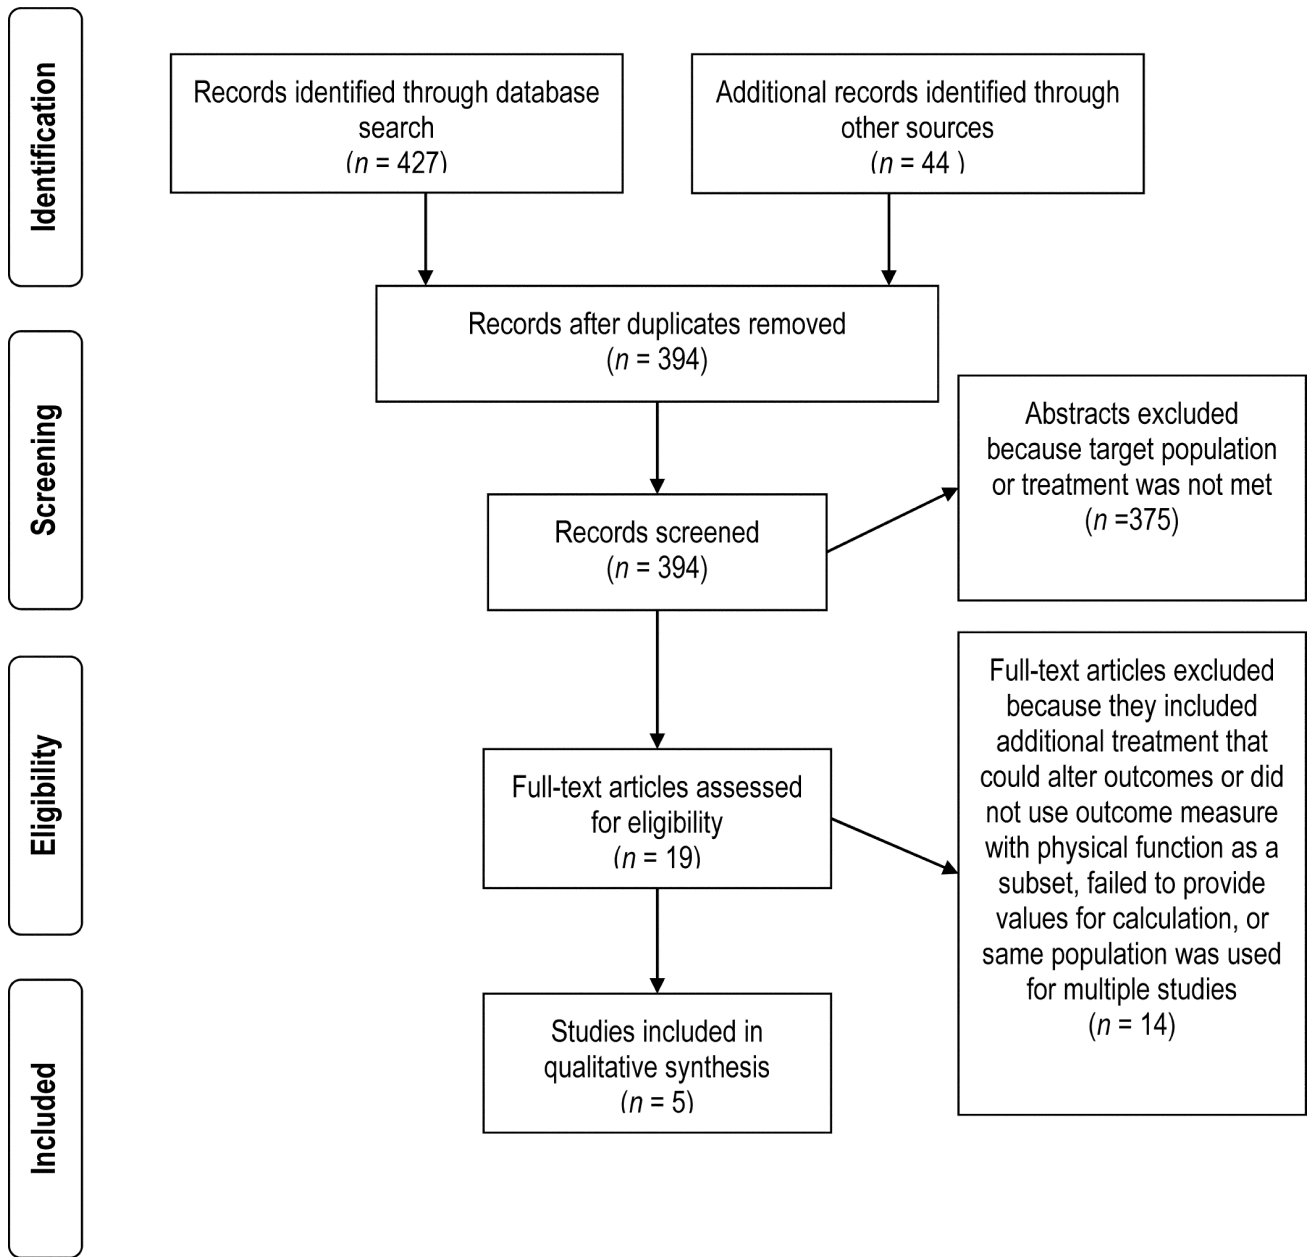 Identification
Records identified through database
search
(n = 427)
Additional records identified through
other sources
(n = 44 )
Records after duplicates removed
(n = 394)
Screening
Abstracts excluded
because target population
or treatment was not met
(n =375)
Records screened
(n = 394)
Eligibility
Full-text articles assessed
for eligibility
(n = 19)
Full-text articles excluded
because they included
additional treatment that
could alter outcomes or did
not use outcome measure
with physical function as a
subset, failed to provide
values for calculation, or
same population was used
for multiple studies
(n = 14)
Included
Studies included in
qualitative synthesis
(n = 5)